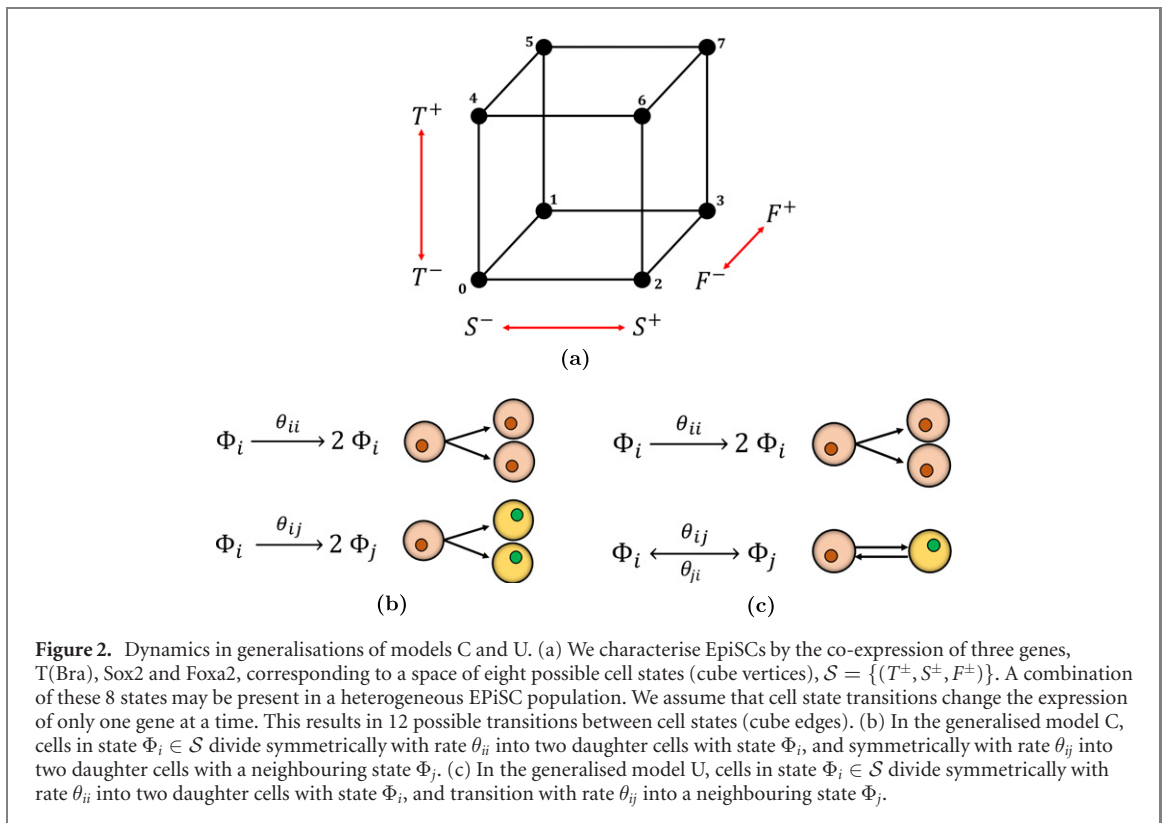 5 7
4 6
T⁺
1 3
F⁺
T⁻ F⁻
0 2
S⁻ S⁺
(a)
Φᵢ θᵢᵢ 2 Φᵢ Φᵢ θᵢᵢ 2 Φᵢ
Φᵢ θᵢⱼ 2 Φⱼ Φᵢ θᵢⱼ θⱼᵢ Φⱼ
(b) (c)
Figure 2. Dynamics in generalisations of models C and U. (a) We characterise EpiSCs by the co-expression of three genes,
T(Bra), Sox2 and Foxa2, corresponding to a space of eight possible cell states (cube vertices), 𝒮 = {(T±, S±, F±)}. A combination
of these 8 states may be present in a heterogeneous EPiSC population. We assume that cell state transitions change the expression
of only one gene at a time. This results in 12 possible transitions between cell states (cube edges). (b) In the generalised model C,
cells in state Φᵢ ∈ 𝒮 divide symmetrically with rate θᵢᵢ into two daughter cells with state Φᵢ, and symmetrically with rate θᵢⱼ into
two daughter cells with a neighbouring state Φⱼ. (c) In the generalised model U, cells in state Φᵢ ∈ 𝒮 divide symmetrically with
rate θᵢᵢ into two daughter cells with state Φᵢ, and transition with rate θᵢⱼ into a neighbouring state Φⱼ.